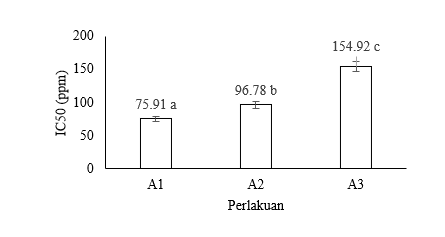 200
154.92 c
150
IC50 (ppm)
96.78 b
100
75.91 a
50
0
A1 A2 A3
Perlakuan